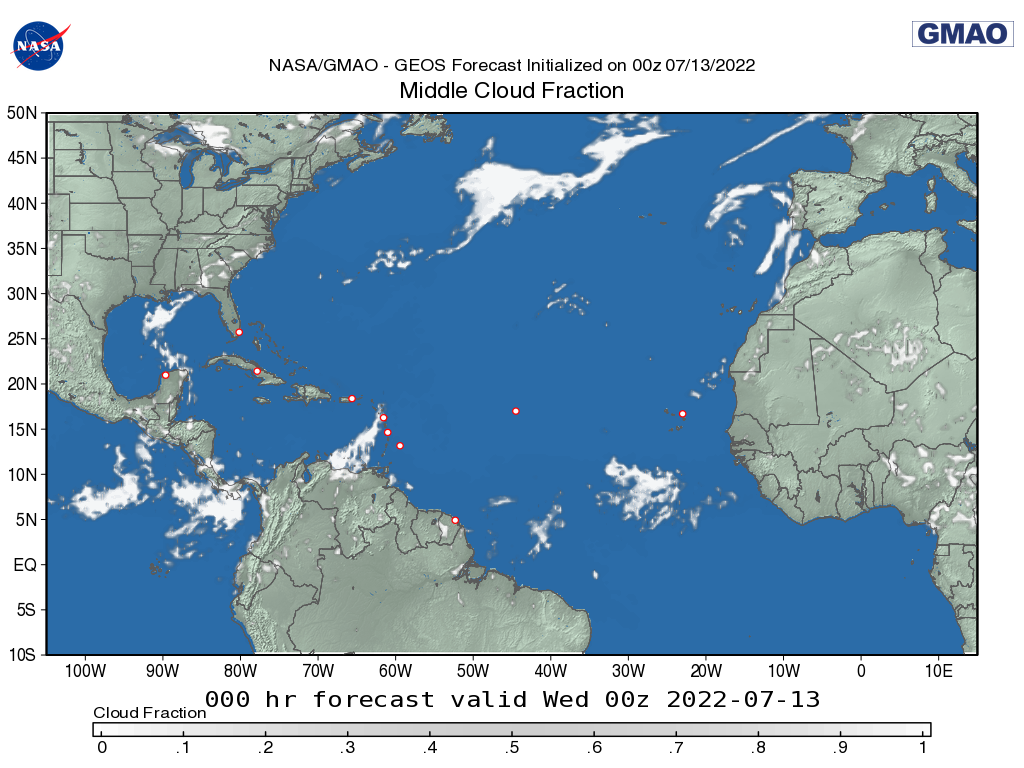 NASA
GMAO
NASA/GMAO - GEOS Forecast Initialized on 00z 07/13/2022
Middle Cloud Fraction
50N
45N
40N
35N
30N
25N
20N
15N
10N
5N
EQ
5S
10S
100W 90W 80W 70W 60W 50W 40W 30W 20W 10W 0 10E
000 hr forecast valid Wed 00z 2022-07-13
Cloud Fraction
0 .1 .2 .3 .4 .5 .6 .7 .8 .9 1